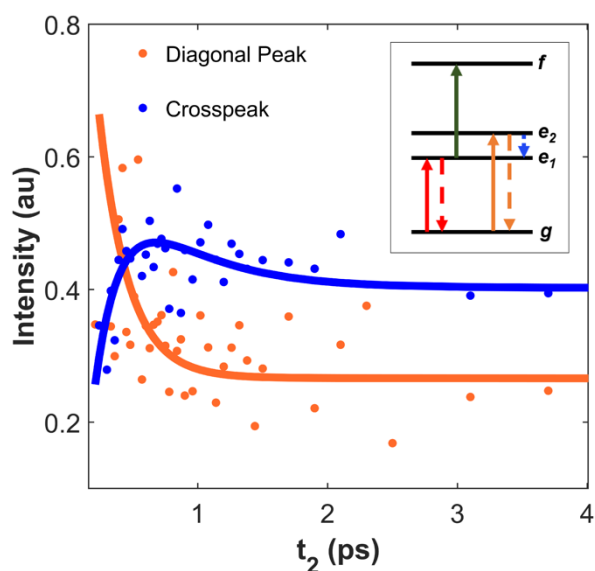 0.8
0.6
0.4
0.2
Intensity (au)
Diagonal Peak
Crosspeak
f
e2
e1
g
1
2
3
4
t2 (ps)